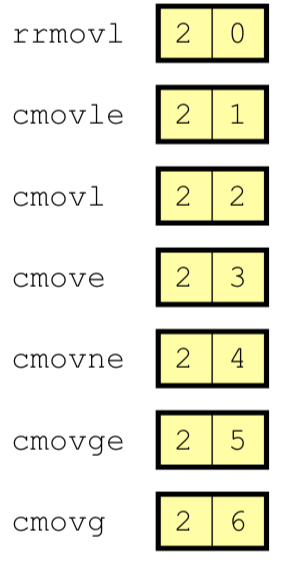 rrmovl 2 0
cmovle 2 1
cmovl 2 2
cmove 2 3
cmovne 2 4
cmovge 2 5
cmovg 2 6